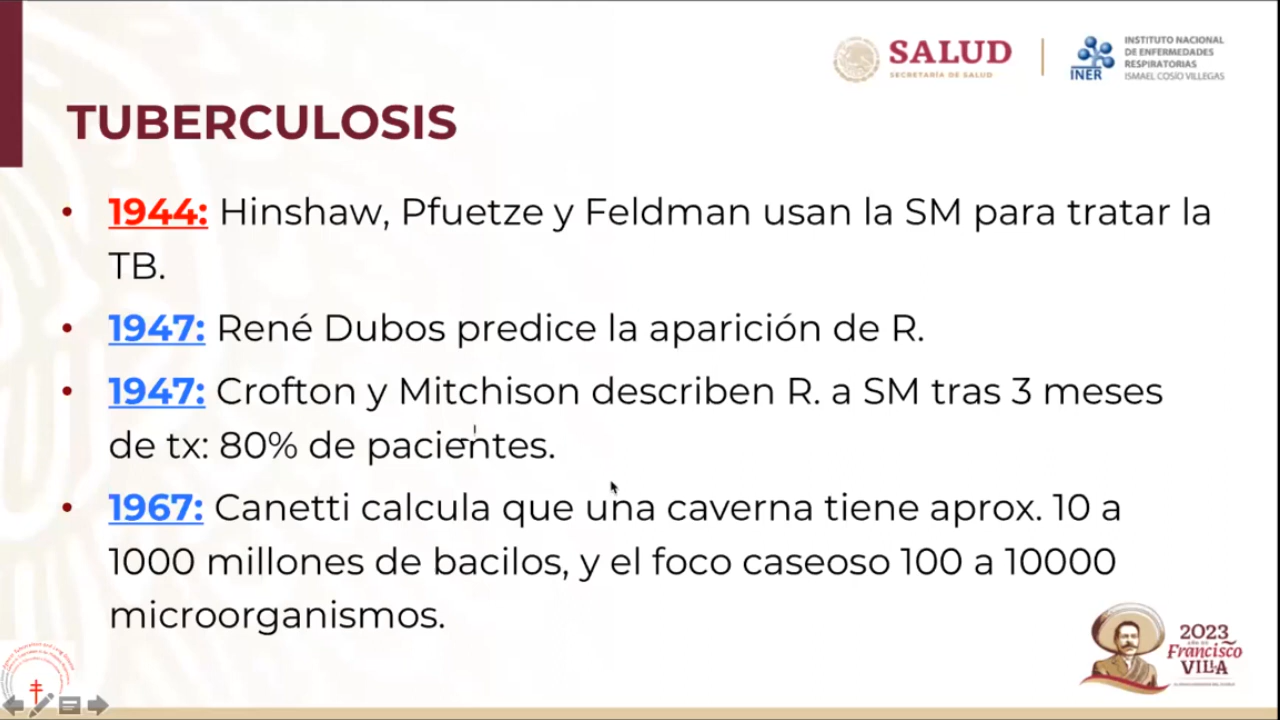 SALUD
SECRETARÍA DE SALUD
INER
INSTITUTO NACIONAL
DE ENFERMEDADES
RESPIRATORIAS
ISMAEL COSÍO VILLEGAS
TUBERCULOSIS
• 1944: Hinshaw, Pfuetze y Feldman usan la SM para tratar la
TB.
• 1947: René Dubos predice la aparición de R.
• 1947: Crofton y Mitchison describen R. a SM tras 3 meses
de tx: 80% de pacientes.
• 1967: Canetti calcula que una caverna tiene aprox. 10 a
1000 millones de bacilos, y el foco caseoso 100 a 10000
microorganismos.
2023
Francisco
VILLA